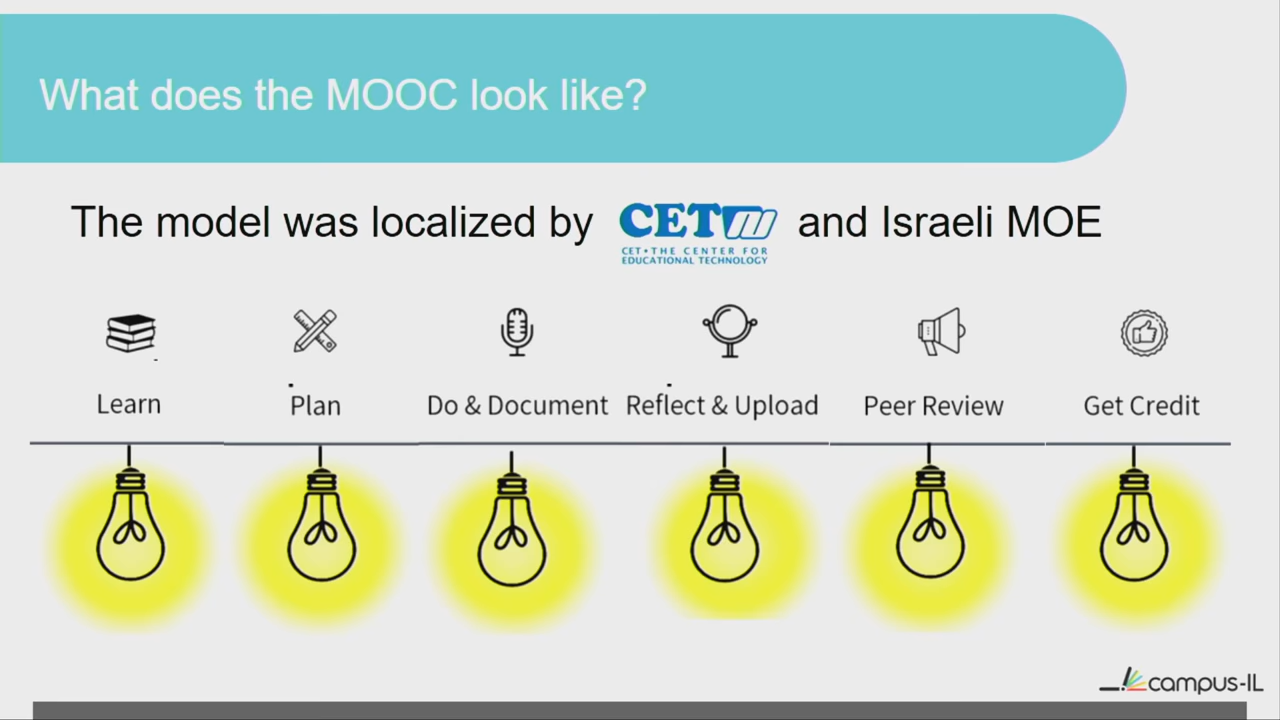 What does the MOOC look like?
The model was localized by CET and Israeli MOE
CET • THE CENTER FOR
EDUCATIONAL TECHNOLOGY
Learn Plan Do & Document Reflect & Upload Peer Review Get Credit
campus-IL